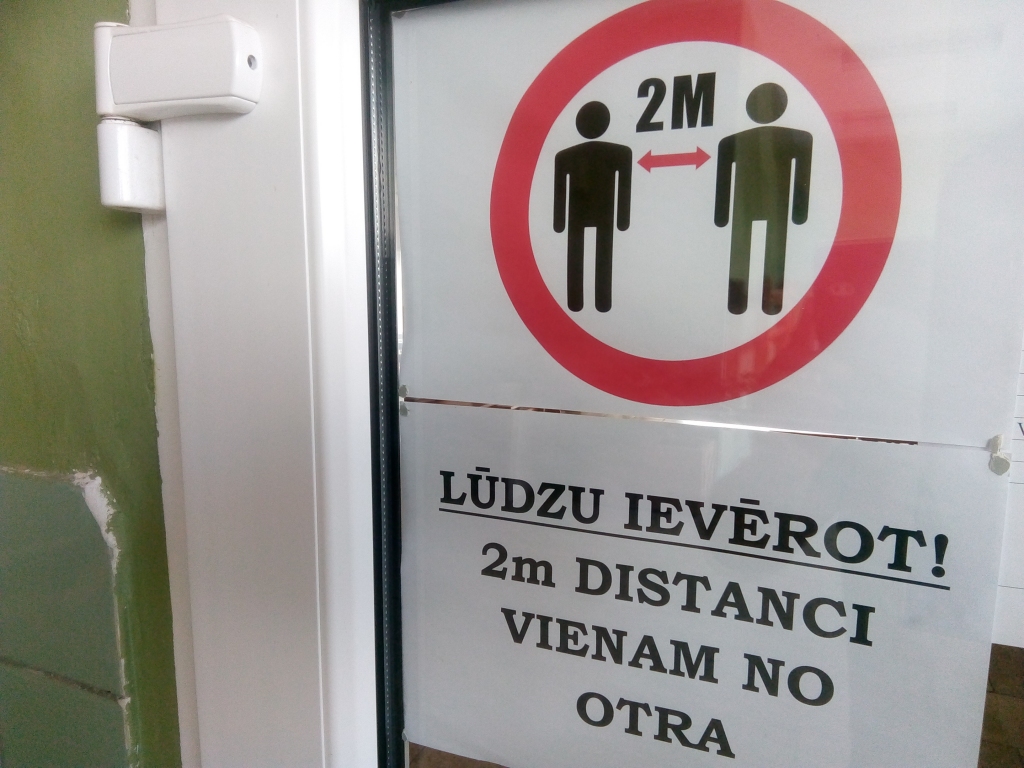 2M
LŪDZU IEVĒROT!
2m DISTANCI
VIENAM NO
OTRA